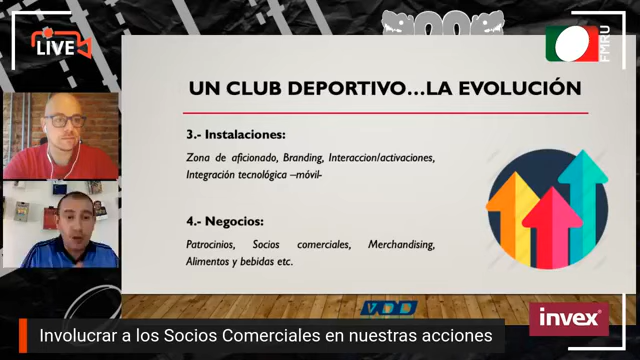 LIVE
FMRU
UN CLUB DEPORTIVO...LA EVOLUCIÓN
3.- Instalaciones:
Zona de aficionado, Branding, Interaccion/activaciones,
Integración tecnológica –móvil-
4.- Negocios:
Patrocinios, Socios comerciales, Merchandising,
Alimentos y bebidas etc.
invex
Involucrar a los Socios Comerciales en nuestras acciones